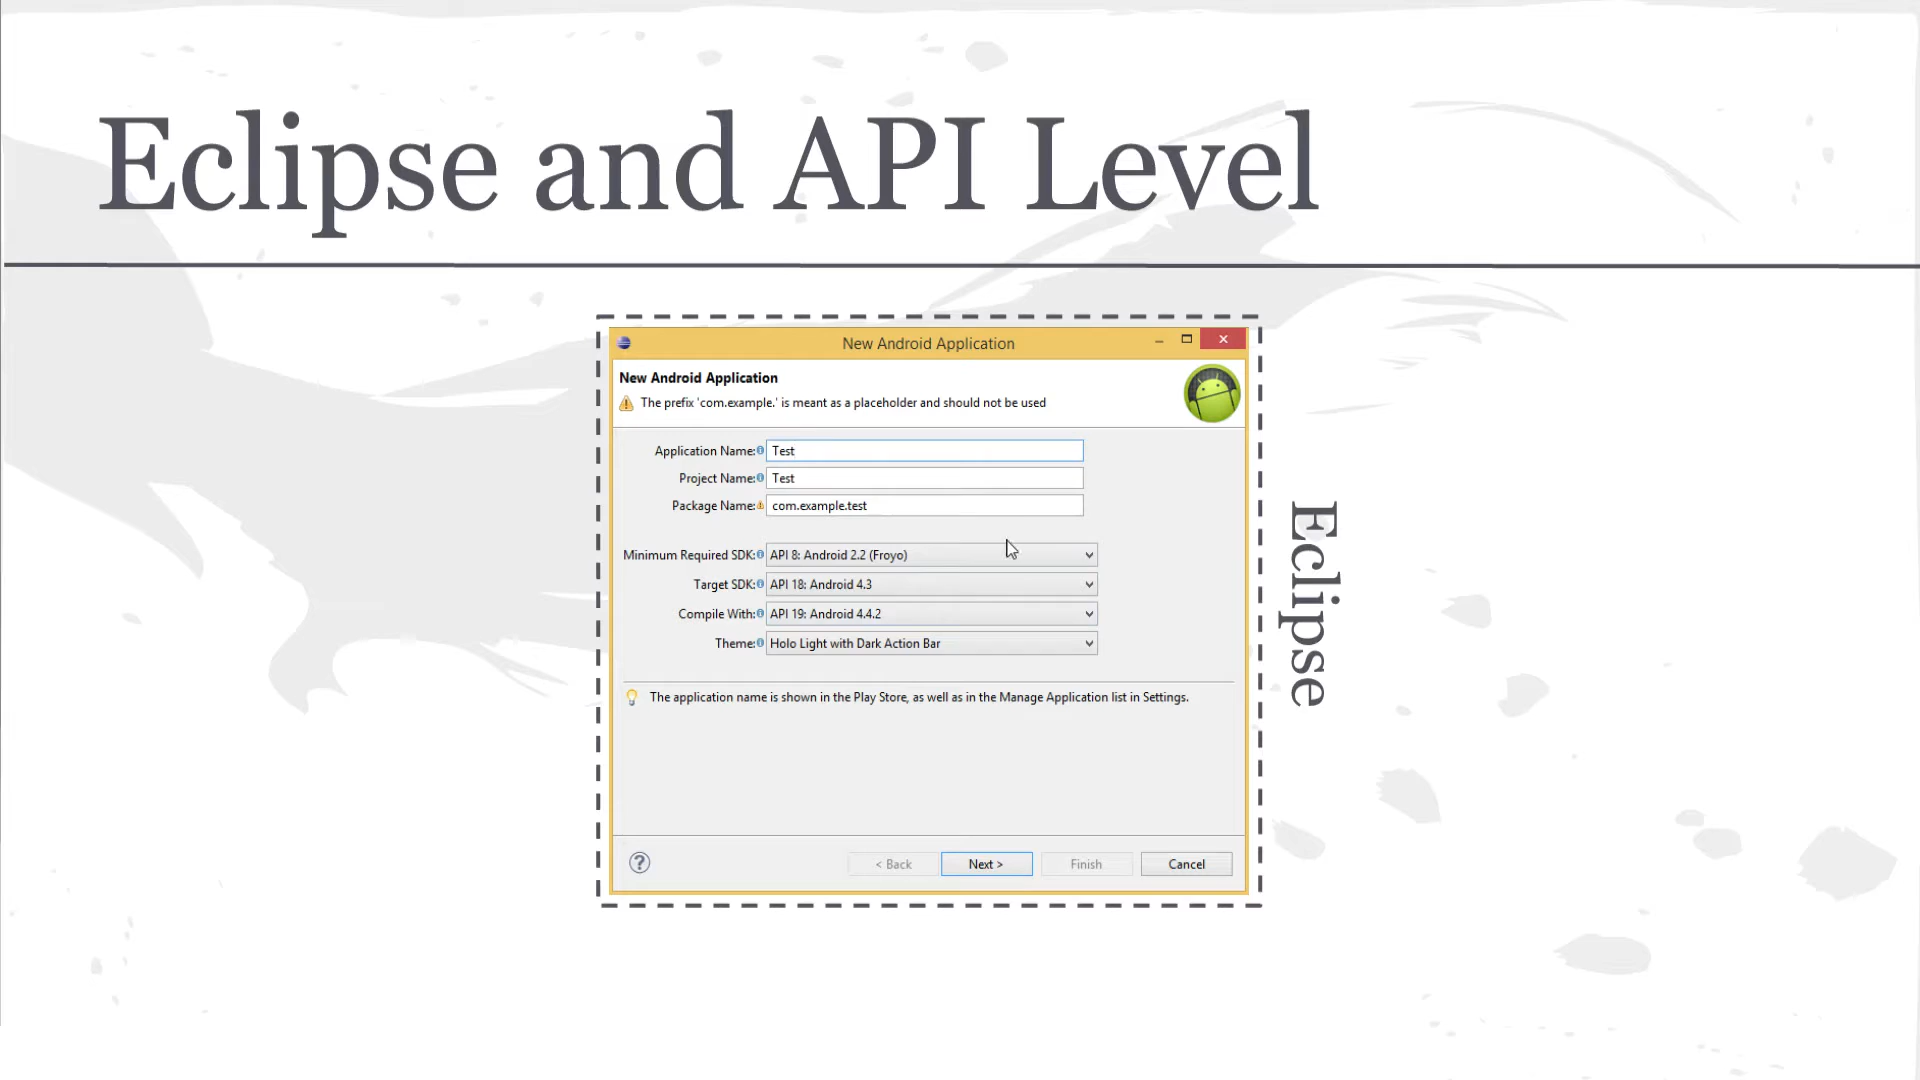 Eclipse and API Level
New Android Application
New Android Application
The prefix 'com.example.' is meant as a placeholder and should not be used
Application Name: Test
Project Name: Test
Package Name: com.example.test
Minimum Required SDK: API 8: Android 2.2 (Froyo)
Target SDK: API 18: Android 4.3
Compile With: API 19: Android 4.4.2
Theme: Holo Light with Dark Action Bar
The application name is shown in the Play Store, as well as in the Manage Application list in Settings.
< Back Next > Finish Cancel
Eclipse